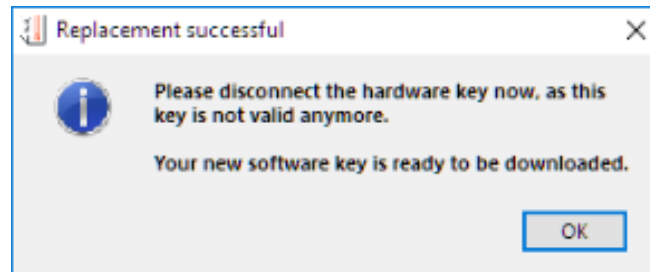 Replacement successful
Please disconnect the hardware key now, as this
key is not valid anymore.
Your new software key is ready to be downloaded.
OK